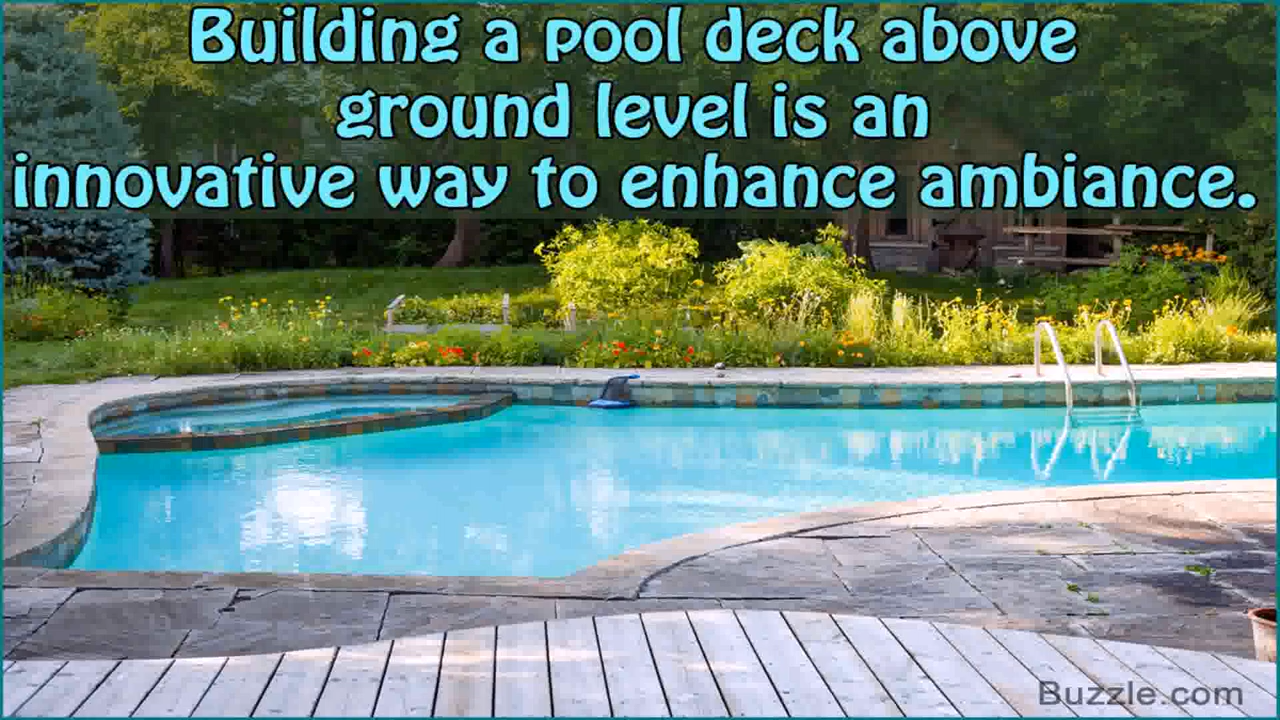 Building a pool deck above
ground level is an
innovative way to enhance ambiance.
Buzzle.com